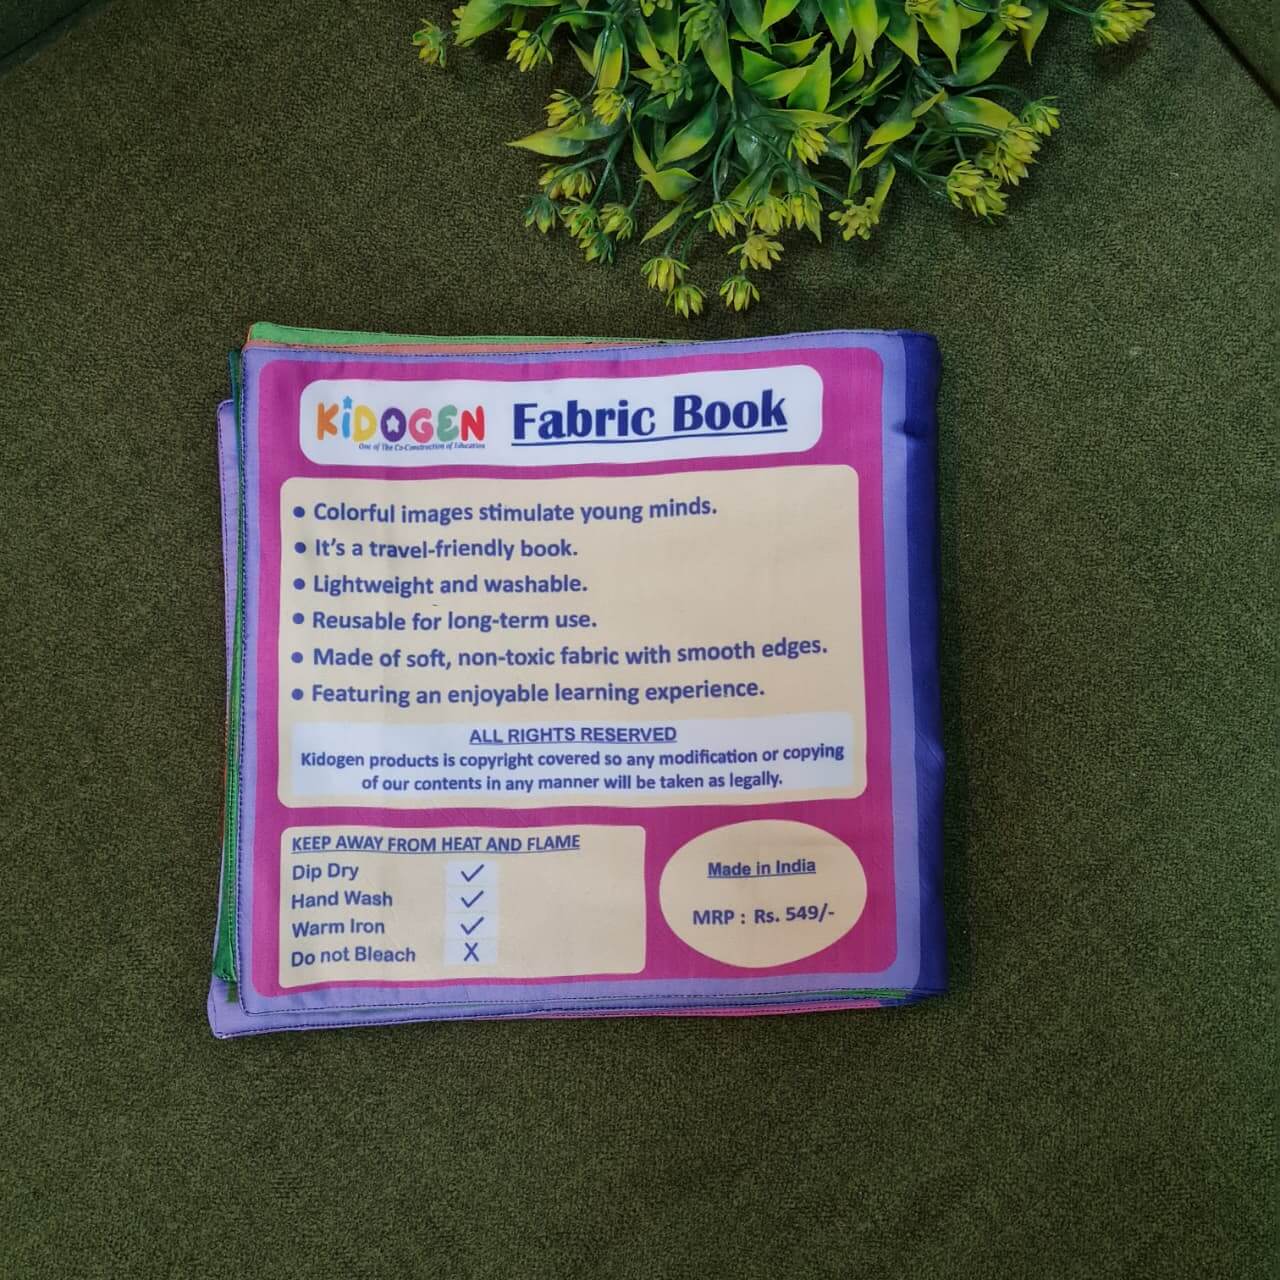 KiDOGEN Fabric Book
One of The Co-Construction of Education
• Colorful images stimulate young minds.
• It's a travel-friendly book.
• Lightweight and washable.
• Reusable for long-term use.
• Made of soft, non-toxic fabric with smooth edges.
• Featuring an enjoyable learning experience.
ALL RIGHTS RESERVED
Kidogen products is copyright covered so any modification or copying
of our contents in any manner will be taken as legally.
KEEP AWAY FROM HEAT AND FLAME
Dip Dry ✓
Hand Wash ✓
Warm Iron ✓
Do not Bleach X
Made in India
MRP : Rs. 549/-